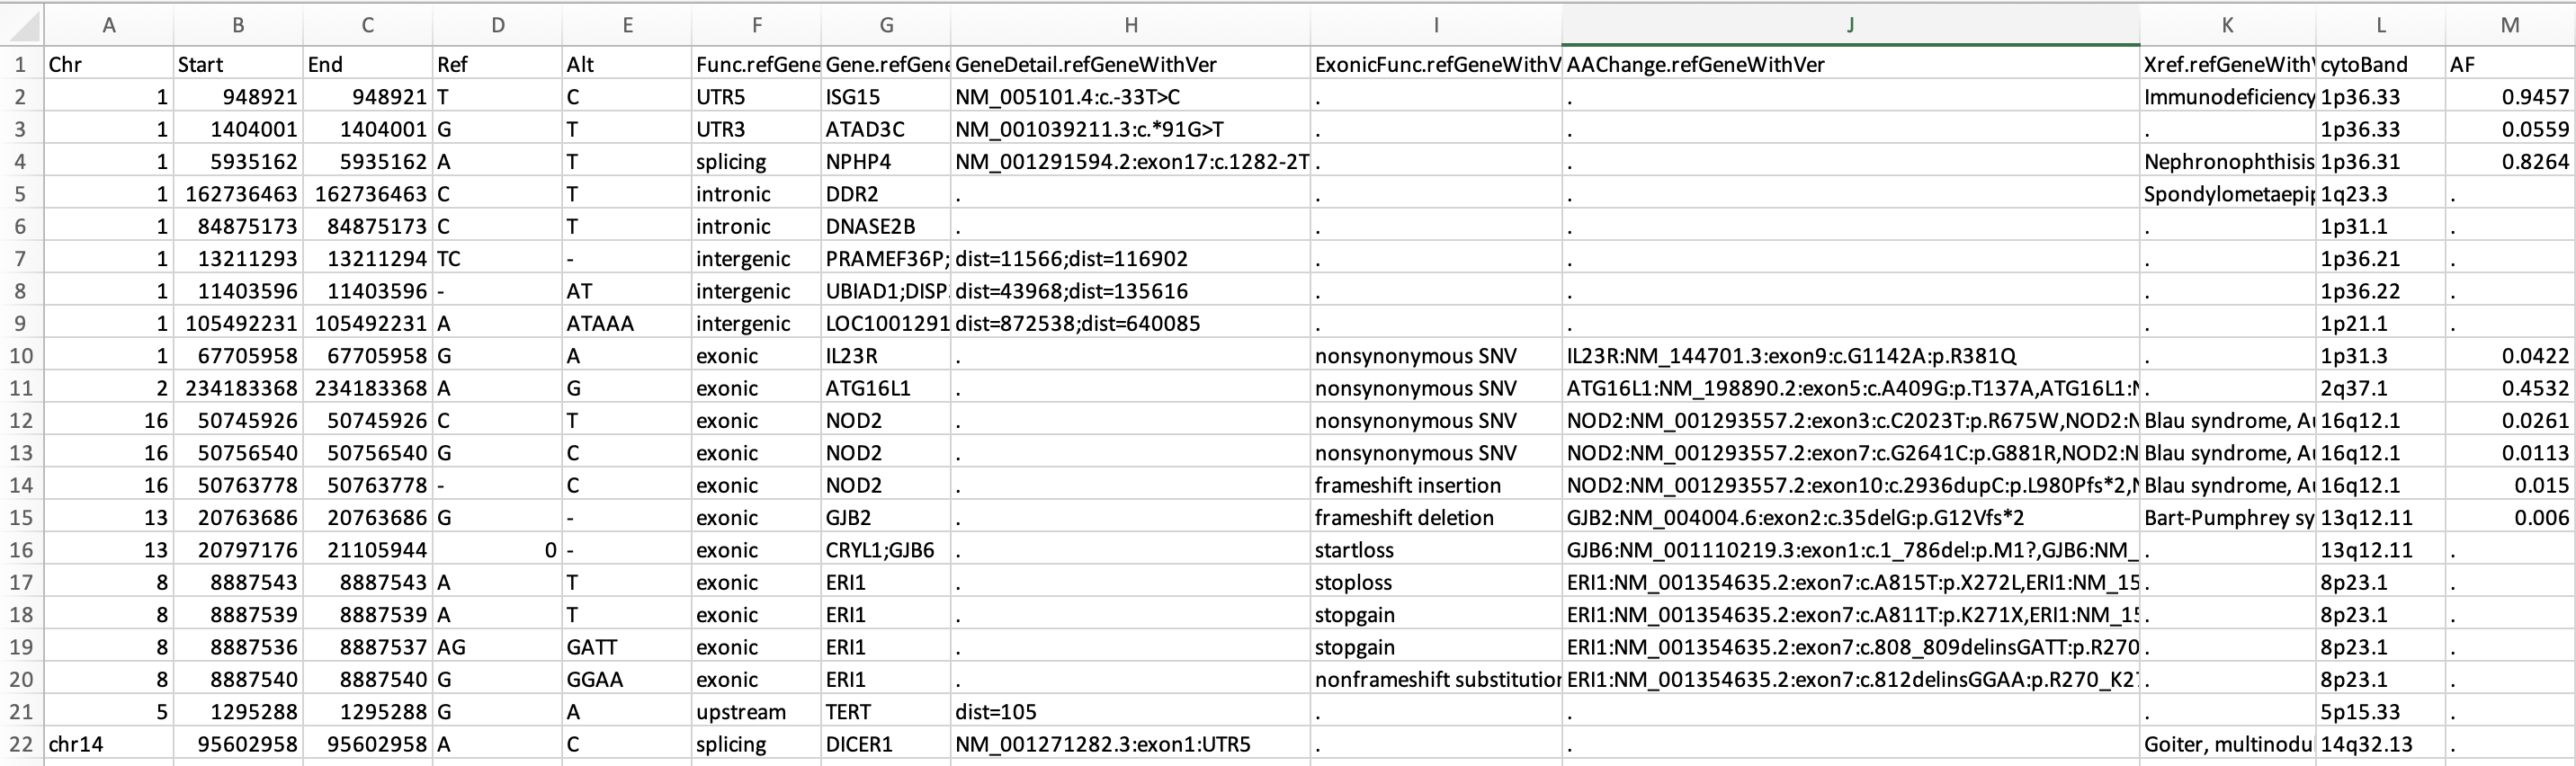 A B C D E F G H I J K L M
1 Chr Start End Ref Alt Func.refGene Gene.refGene GeneDetail.refGeneWithVer ExonicFunc.refGeneWithV AAChange.refGeneWithVer Xref.refGeneWith cytoBand AF
2 1 948921 948921 T C UTR5 ISG15 NM_005101.4:c.-33T>C . . Immunodeficiency 1p36.33 0.9457
3 1 1404001 1404001 G T UTR3 ATAD3C NM_001039211.3:c.*91G>T . . . 1p36.33 0.0559
4 1 5935162 5935162 A T splicing NPHP4 NM_001291594.2:exon17:c.1282-2T . . Nephronophthisis 1p36.31 0.8264
5 1 162736463 162736463 C T intronic DDR2 . . . Spondylometaepip 1q23.3 .
6 1 84875173 84875173 C T intronic DNASE2B . . . . 1p31.1 .
7 1 13211293 13211294 TC - intergenic PRAMEF36P; dist=11566;dist=116902 . . . 1p36.21 .
8 1 11403596 11403596 - AT intergenic UBIAD1;DISP dist=43968;dist=135616 . . . 1p36.22 .
9 1 105492231 105492231 A ATAAA intergenic LOC1001291 dist=872538;dist=640085 . . . 1p21.1 .
10 1 67705958 67705958 G A exonic IL23R . nonsynonymous SNV IL23R:NM_144701.3:exon9:c.G1142A:p.R381Q . 1p31.3 0.0422
11 2 234183368 234183368 A G exonic ATG16L1 . nonsynonymous SNV ATG16L1:NM_198890.2:exon5:c.A409G:p.T137A,ATG16L1:N . 2q37.1 0.4532
12 16 50745926 50745926 C T exonic NOD2 . nonsynonymous SNV NOD2:NM_001293557.2:exon3:c.C2023T:p.R675W,NOD2:N Blau syndrome, Au 16q12.1 0.0261
13 16 50756540 50756540 G C exonic NOD2 . nonsynonymous SNV NOD2:NM_001293557.2:exon7:c.G2641C:p.G881R,NOD2:N Blau syndrome, Au 16q12.1 0.0113
14 16 50763778 50763778 - C exonic NOD2 . frameshift insertion NOD2:NM_001293557.2:exon10:c.2936dupC:p.L980Pfs*2,N Blau syndrome, Au 16q12.1 0.015
15 13 20763686 20763686 G - exonic GJB2 . frameshift deletion GJB2:NM_004004.6:exon2:c.35delG:p.G12Vfs*2 Bart-Pumphrey sy 13q12.11 0.006
16 13 20797176 21105944 0 - exonic CRYL1;GJB6 . startloss GJB6:NM_001110219.3:exon1:c.1_786del:p.M1?,GJB6:NM_ . 13q12.11 .
17 8 8887543 8887543 A T exonic ERI1 . stoploss ERI1:NM_001354635.2:exon7:c.A815T:p.X272L,ERI1:NM_15 . 8p23.1 .
18 8 8887539 8887539 A T exonic ERI1 . stopgain ERI1:NM_001354635.2:exon7:c.A811T:p.K271X,ERI1:NM_15 . 8p23.1 .
19 8 8887536 8887537 AG GATT exonic ERI1 . stopgain ERI1:NM_001354635.2:exon7:c.808_809delinsGATT:p.R270 . 8p23.1 .
20 8 8887540 8887540 G GGAA exonic ERI1 . nonframeshift substitution ERI1:NM_001354635.2:exon7:c.812delinsGGAA:p.R270_K27 . 8p23.1 .
21 5 1295288 1295288 G A upstream TERT dist=105 . . . 5p15.33 .
22 chr14 95602958 95602958 A C splicing DICER1 NM_001271282.3:exon1:UTR5 . . Goiter, multinodu 14q32.13 .